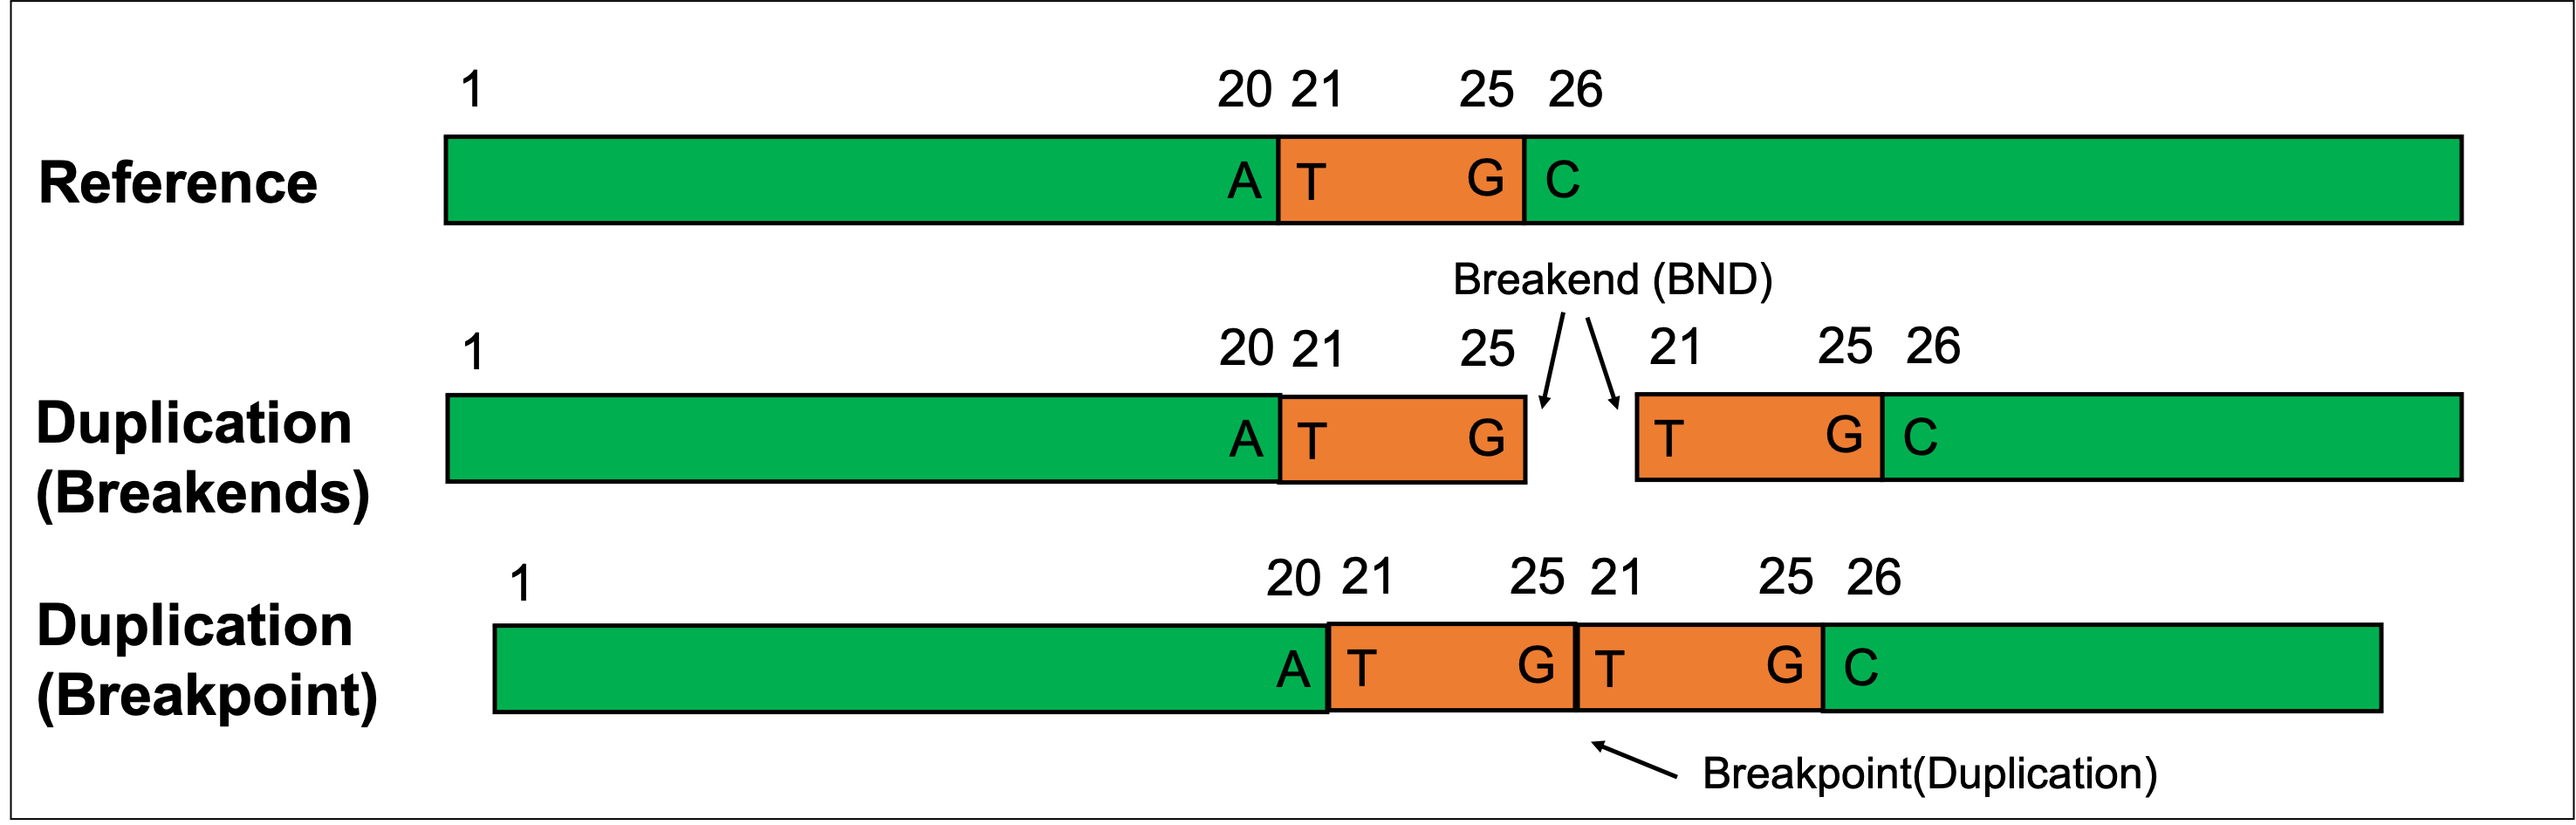 1 20 21 25 26
Reference
A T G C
Breakend (BND)
1 20 21 25 21 25 26
Duplication
(Breakends)
A T G T G C
1 20 21 25 21 25 26
Duplication
(Breakpoint)
A T G T G C
Breakpoint(Duplication)